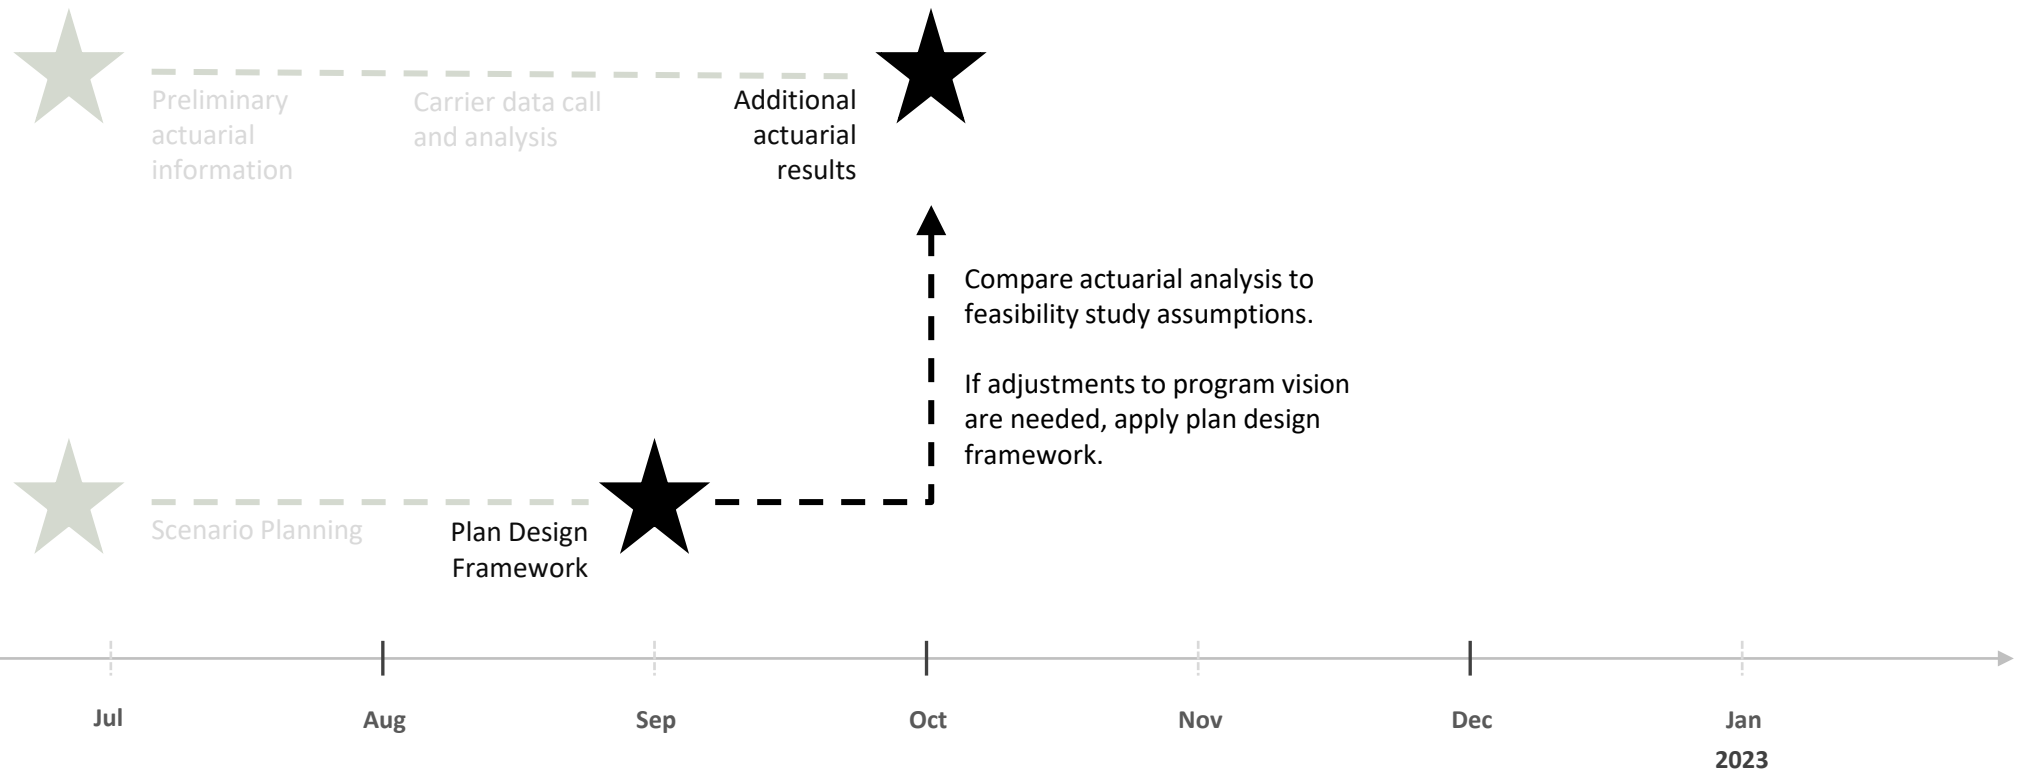 Preliminary
actuarial
information
Carrier data call
and analysis
Additional
actuarial
results
Compare actuarial analysis to
feasibility study assumptions.
If adjustments to program vision
are needed, apply plan design
framework.
Scenario Planning
Plan Design
Framework
Jul
Aug
Sep
Oct
Nov
Dec
Jan
2023